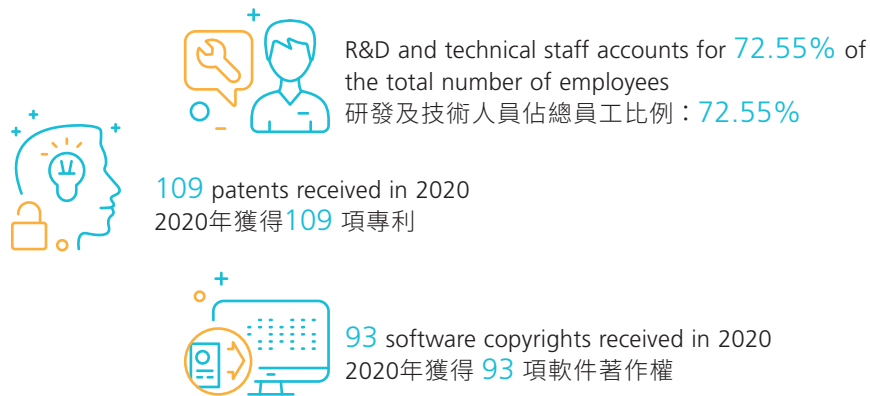 R&D and technical staff accounts for 72.55% of
the total number of employees
研發及技術人員佔總員工比例：72.55%
109 patents received in 2020
2020年獲得109 項專利
93 software copyrights received in 2020
2020年獲得 93 項軟件著作權